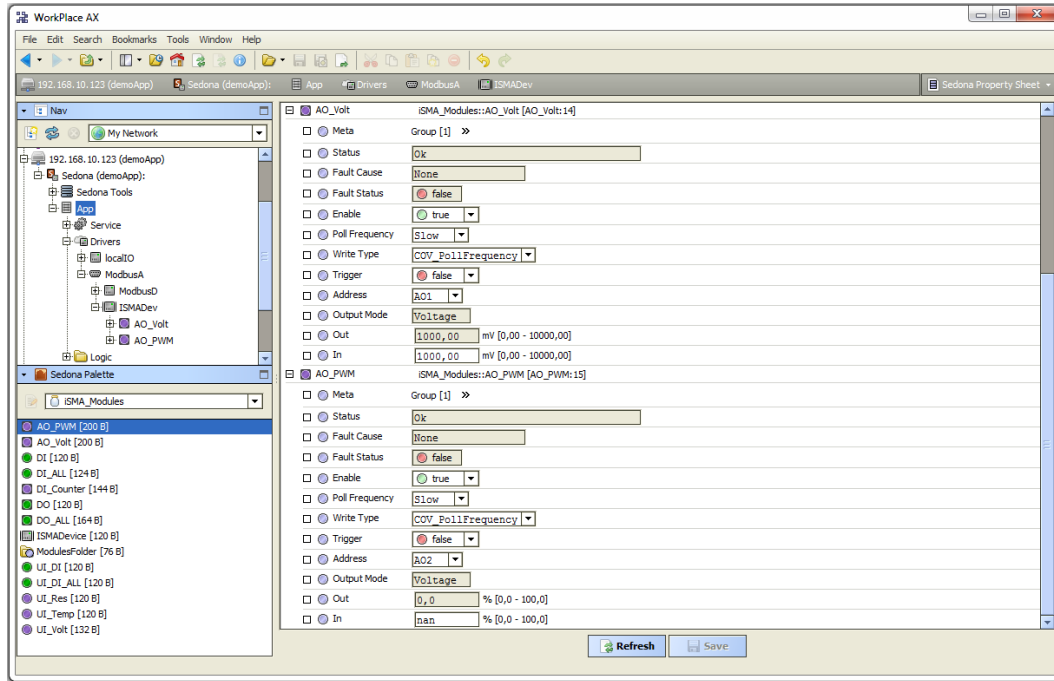 WorkPlace AX
File Edit Search Bookmarks Tools Window Help
192.168.10.123 (demoApp) Sedona (demoApp): App Drivers ModbusA ISMADev Sedona Property Sheet
Nav
My Network
192.168.10.123 (demoApp)
Sedona (demoApp):
Sedona Tools
App
Service
Drivers
localIO
ModbusA
ModbusD
ISMADev
AO_Volt
AO_PWM
Logic
Sedona Palette
iSMA_Modules
AO_PWM [200 B]
AO_Volt [200 B]
DI [120 B]
DI_ALL [124 B]
DI_Counter [144 B]
DO [120 B]
DO_ALL [164 B]
ISMADevice [120 B]
ModulesFolder [76 B]
UI_DI [120 B]
UI_DI_ALL [120 B]
UI_Res [120 B]
UI_Temp [120 B]
UI_Volt [132 B]
AO_Volt iSMA_Modules::AO_Volt [AO_Volt:14]
Meta Group [1] »
Status Ok
Fault Cause None
Fault Status false
Enable true
Poll Frequency Slow
Write Type COV_PollFrequency
Trigger false
Address AO1
Output Mode Voltage
Out 1000,00 mV [0,00 - 10000,00]
In 1000,00 mV [0,00 - 10000,00]
AO_PWM iSMA_Modules::AO_PWM [AO_PWM:15]
Meta Group [1] »
Status Ok
Fault Cause None
Fault Status false
Enable true
Poll Frequency Slow
Write Type COV_PollFrequency
Trigger false
Address AO2
Output Mode Voltage
Out 0,0 % [0,0 - 100,0]
In nan % [0,0 - 100,0]
Refresh Save